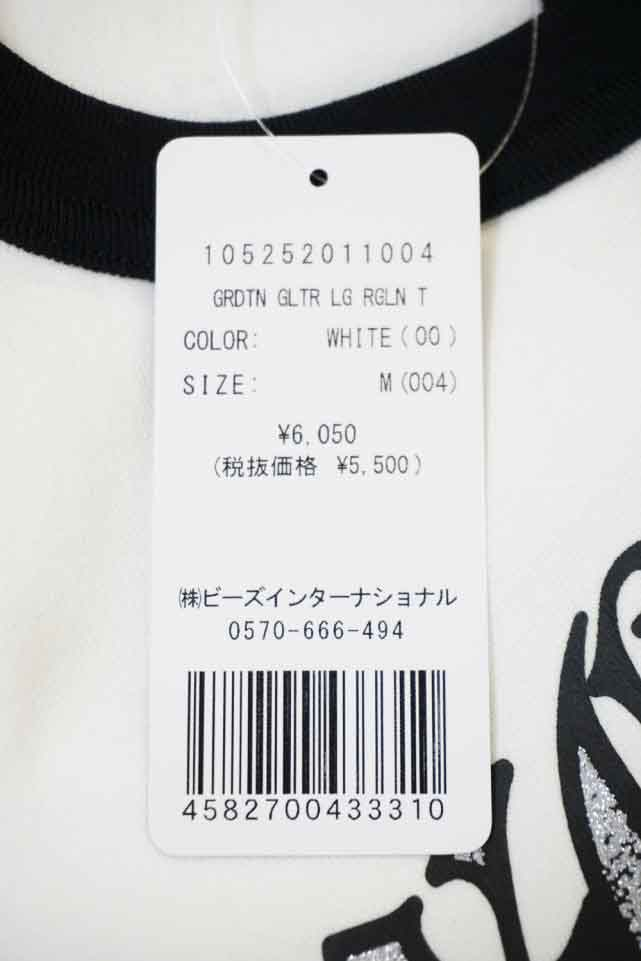 105252011004
GRDTN GLTR LG RGLN T
COLOR: WHITE(00)
SIZE: M(004)
¥6,050
(税抜価格 ¥5,500)
㈱ビーズインターナショナル
0570-666-494
4582700433310